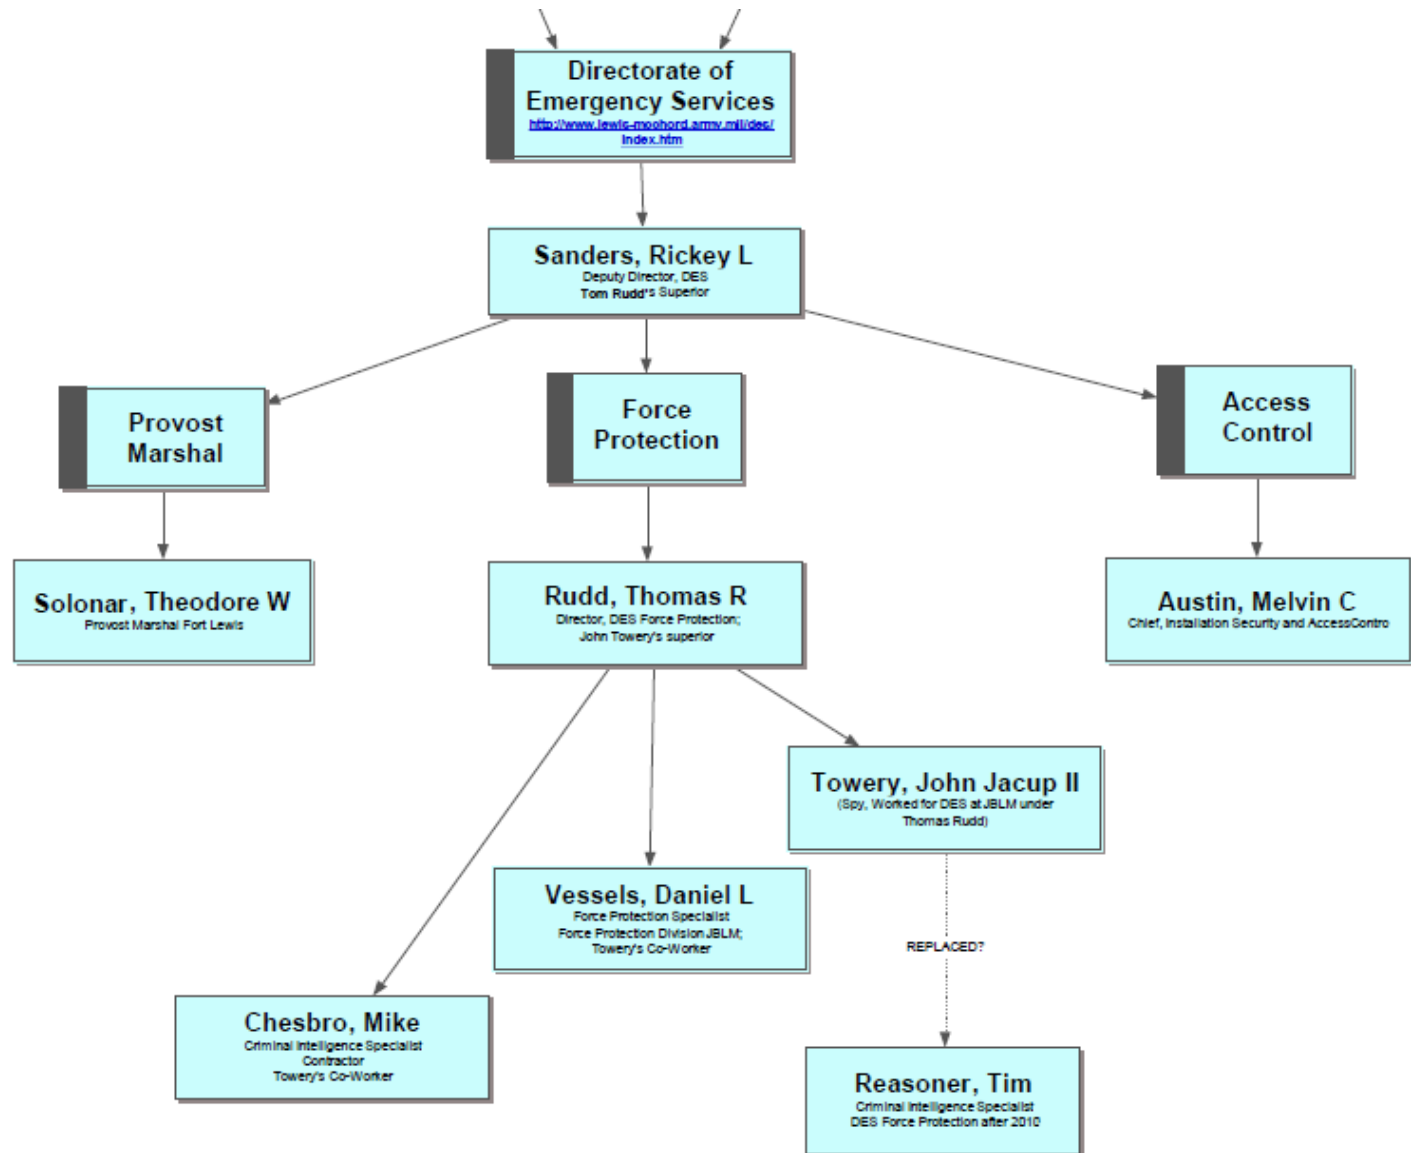 Directorate of
Emergency Services
http://www.lewis-mcchord.army.mil/des/
index.htm
Sanders, Rickey L
Deputy Director, DES
Tom Rudd's Superior
Provost
Marshal
Force
Protection
Access
Control
Solonar, Theodore W
Provost Marshal Fort Lewis
Rudd, Thomas R
Director, DES Force Protection;
John Towery's superior
Austin, Melvin C
Chief, Installation Security and AccessContro
Towery, John Jacup II
(Spy, Worked for DES at JBLM under
Thomas Rudd)
Vessels, Daniel L
Force Protection Specialist
Force Protection Division JBLM;
Towery's Co-Worker
REPLACED?
Chesbro, Mike
Criminal Intelligence Specialist
Contractor
Towery's Co-Worker
Reasoner, Tim
Criminal Intelligence Specialist
DES Force Protection after 2010